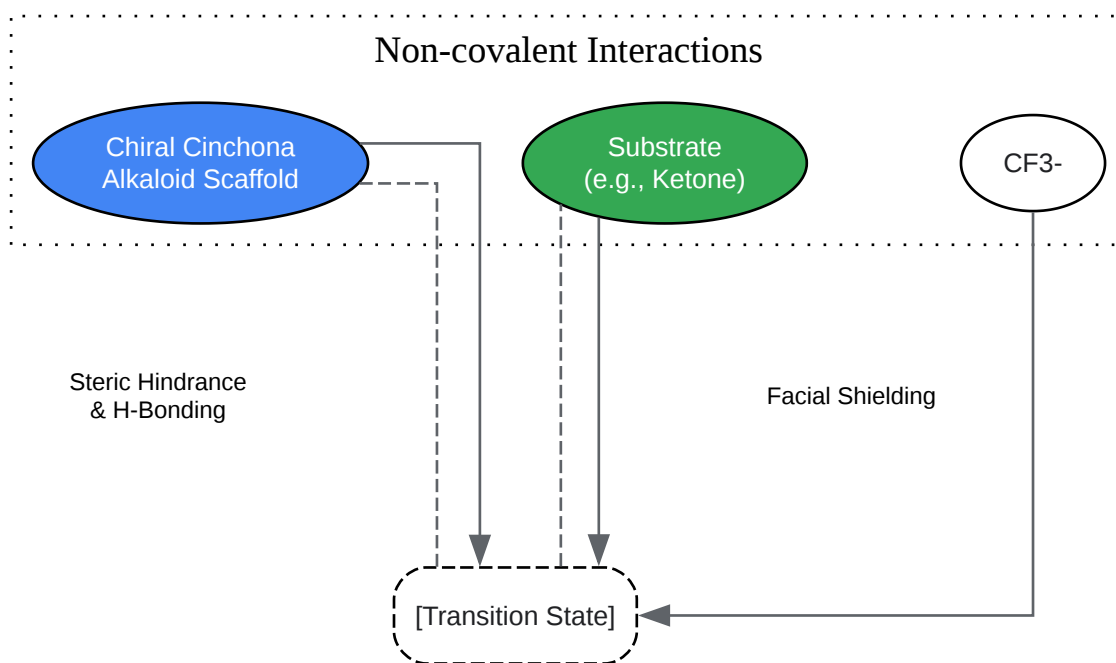 Non-covalent Interactions
Chiral Cinchona
Alkaloid Scaffold
Substrate
(e.g., Ketone)
CF3-
Steric Hindrance
& H-Bonding
Facial Shielding
[Transition State]